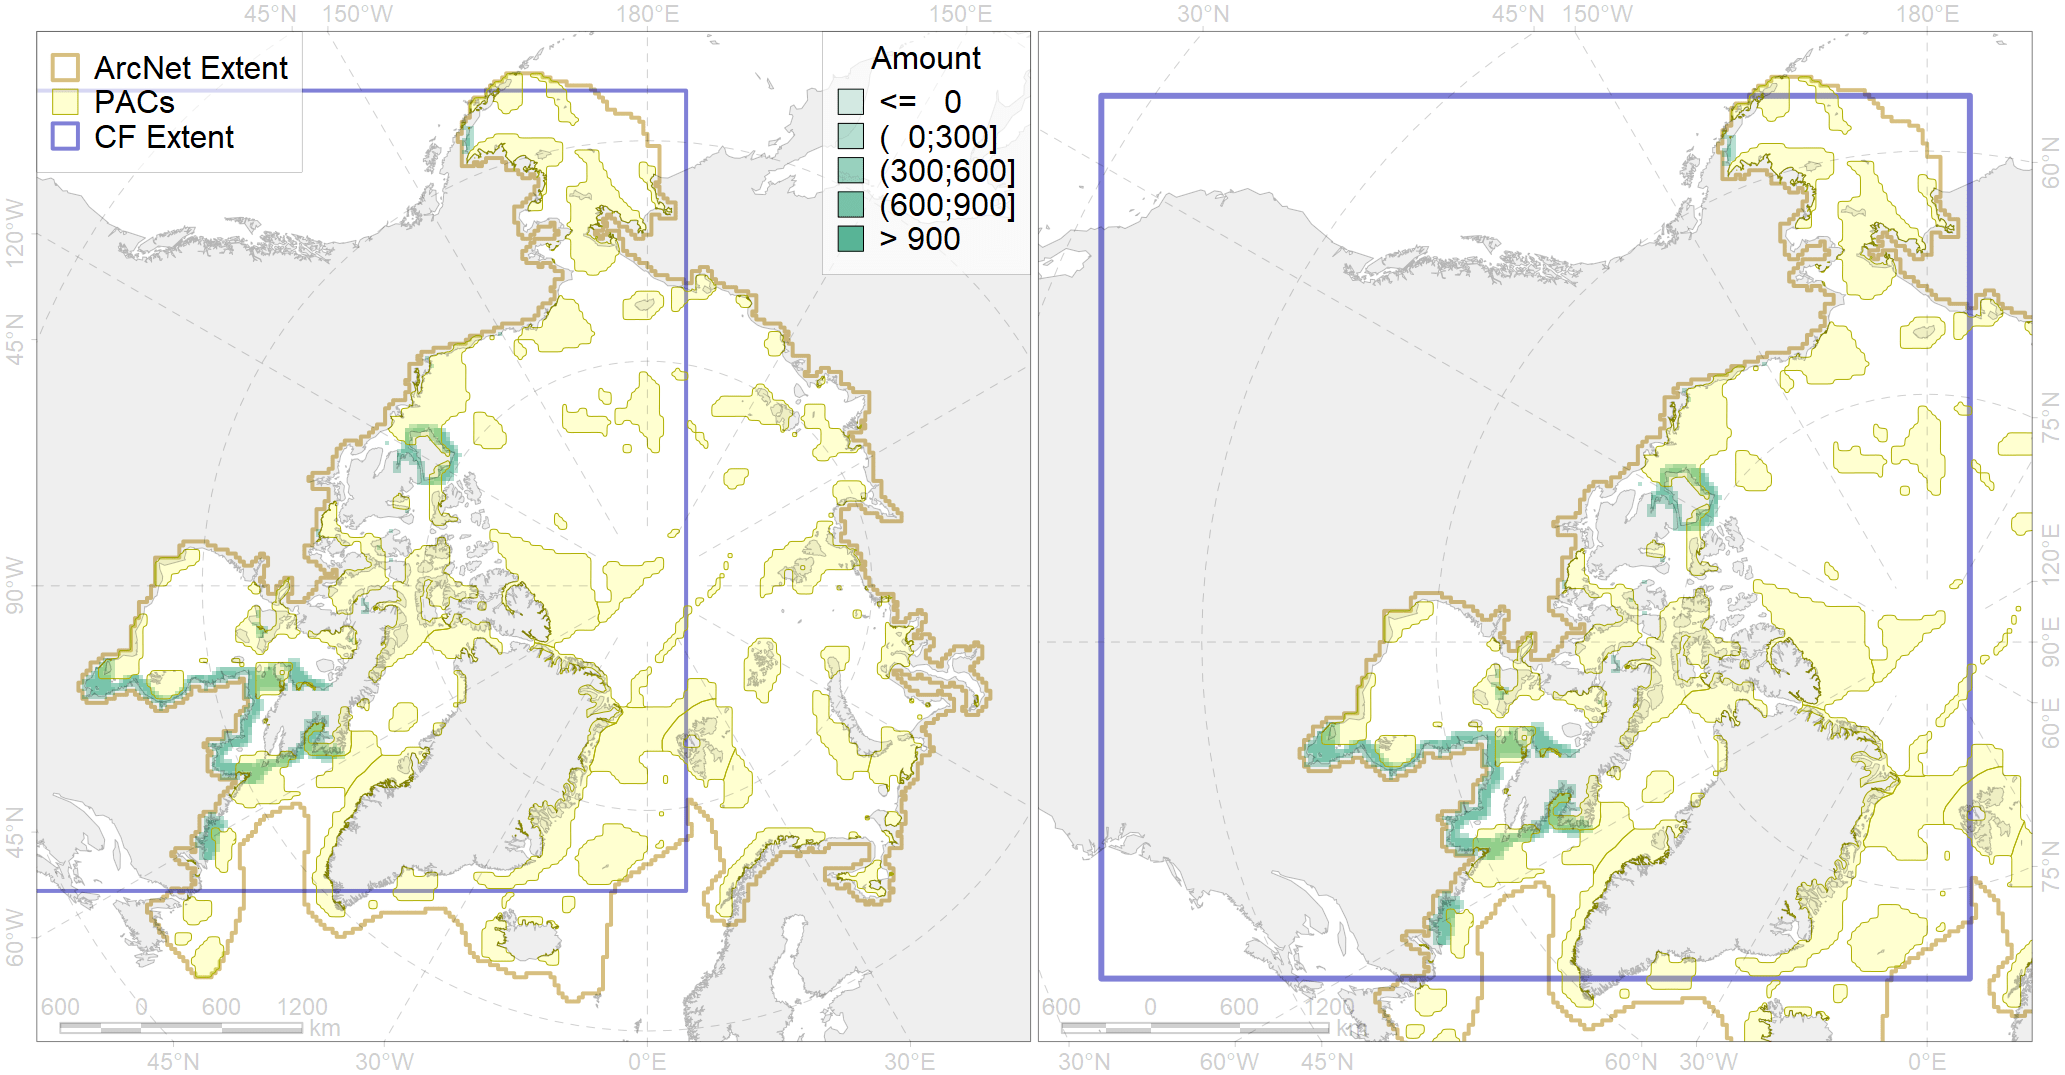 45°N 150°W 180°E 150°E 30°N 45°N 150°W 180°E
ArcNet Extent
PACs
CF Extent
Amount
<= 0
( 0;300]
(300;600]
(600;900]
> 900
120°W
45°N
90°W
45°N
60°W
60°N
75°N
120°E
90°E
60°E
75°N
600 0 600 1200
km
600 0 600 1200
km
45°N 30°W 0°E 30°E 30°N 60°W 45°N 60°N 30°W 0°E